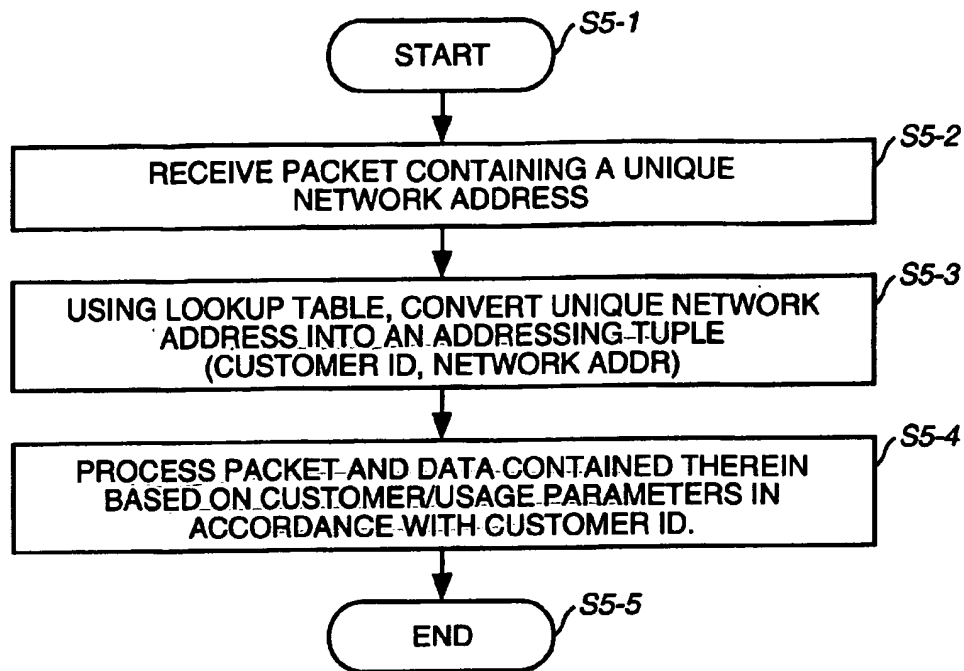 S5-1
START
S5-2
RECEIVE PACKET CONTAINING A UNIQUE
NETWORK ADDRESS
S5-3
USING LOOKUP TABLE, CONVERT UNIQUE NETWORK
ADDRESS INTO AN ADDRESSING TUPLE
(CUSTOMER ID, NETWORK ADDR)
S5-4
PROCESS PACKET AND DATA CONTAINED THEREIN
BASED ON CUSTOMER/USAGE PARAMETERS IN
ACCORDANCE WITH CUSTOMER ID.
S5-5
END